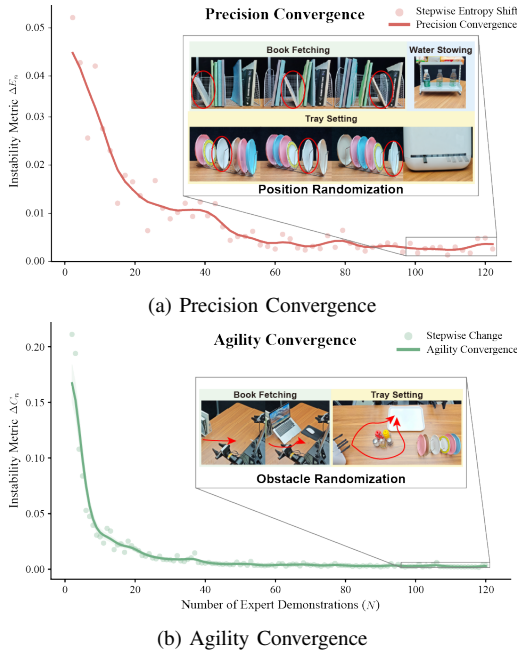 Precision Convergence
Stepwise Entropy Shift
Precision Convergence
Instability Metric ΔEₙ
0.05
0.04
0.03
0.02
0.01
0.00
Book Fetching
Water Stowing
Tray Setting
Position Randomization
0
20
40
60
80
100
120
(a) Precision Convergence
Agility Convergence
Stepwise Change
Agility Convergence
Instability Metric ΔCₙ
0.20
0.15
0.10
0.05
0.00
Book Fetching
Tray Setting
Obstacle Randomization
0
20
40
60
80
100
120
Number of Expert Demonstrations (N)
(b) Agility Convergence